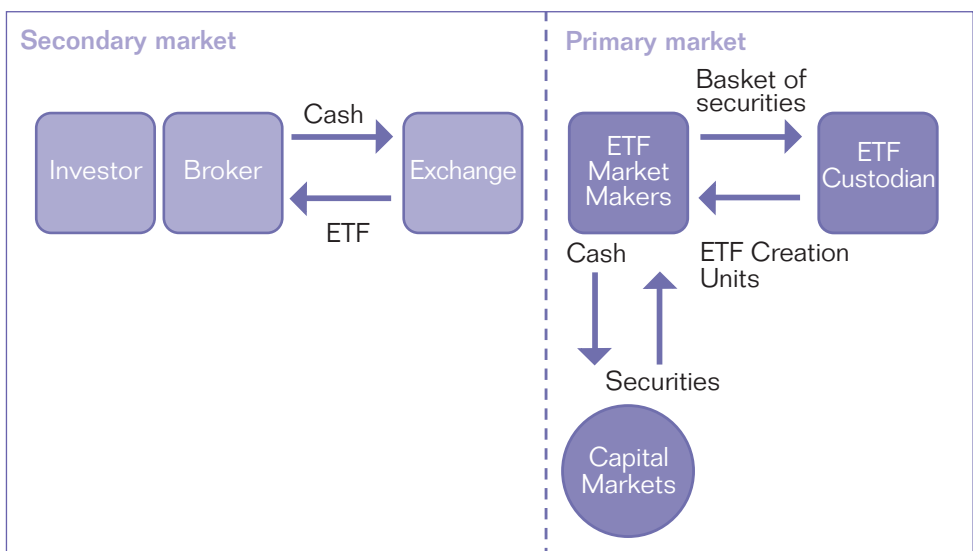 Secondary market
Cash
Investor
Broker
Exchange
ETF
Primary market
Basket of
securities
ETF
Market
Makers
ETF
Custodian
Cash
ETF Creation
Units
Securities
Capital
Markets